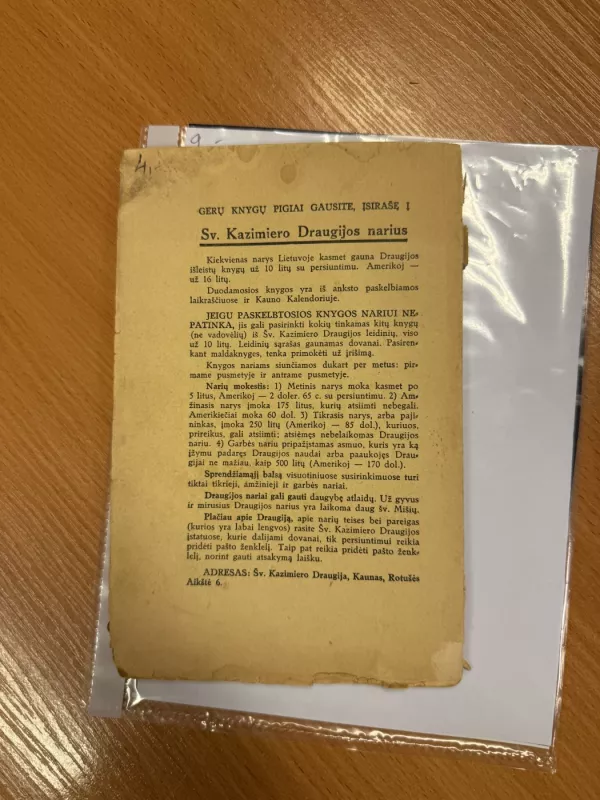 4,-
9
GERŲ KNYGŲ PIGIAI GAUSITE, ĮSIRAŠĘ Į
Šv. Kazimiero Draugijos narius
Kiekvienas narys Lietuvoje kasmet gauna Draugijos
išleistų knygų už 10 litų su persiuntimu. Amerikoj —
už 16 litų.
Duodamosios knygos yra iš anksto paskelbiamos
laikraščiuose ir Kauno Kalendoriuje.
JEIGU PASKELBTOSIOS KNYGOS NARIUI NE-
PATINKA, jis gali pasirinkti kokių tinkamas kitų knygų
(ne vadovėlių) iš Šv. Kazimiero Draugijos leidinių, viso
už 10 litų. Leidinių sąrašas gaunamas dovanai. Pasiren-
kant maldaknyges, tenka primokėti už įrišimą.
Knygos nariams siunčiamos dukart per metus: pir-
mame pusmetyje ir antrame pusmetyje.
Narių mokestis: 1) Metinis narys moka kasmet po
5 litus, Amerikoj — 2 doler. 65 c. su persiuntimu. 2) Am-
žinasis narys įmoka 175 litus, kurių atsiimti nebegali.
Amerikiečiai moka 60 dol. 3) Tikrasis narys, arba paji-
ninkas, įmoka 250 litų (Amerikoj — 85 dol.), kuriuos,
prireikus, gali atsiimti; atsiėmęs nebelaikomas Draugijos
nariu. 4) Garbės nariu pripažįstamas asmuo, kuris yra ką
įžymu padaręs Draugijos naudai arba paaukojęs Drau-
gijai ne mažiau, kaip 500 litų (Amerikoj — 170 dol.).
Sprendžiamąjį balsą visuotiniuose susirinkimuose turi
tiktai tikrieji, amžinieji ir garbės nariai.
Draugijos nariai gali gauti daugybę atlaidų. Už gyvus
ir mirusius Draugijos narius yra laikoma daug šv. Mišių.
Plačiau apie Draugiją, apie narių teises bei pareigas
(kurios yra labai lengvos) rasite Šv. Kazimiero Draugijos
įstatuose, kurie dalijami dovanai, tik persiuntimui reikia
pridėti pašto ženklelį. Taip pat reikia pridėti pašto ženk-
lelį, norint gauti atsakymą laišku.
ADRESAS: Šv. Kazimiero Draugija, Kaunas, Rotušės
Aikštė 6.